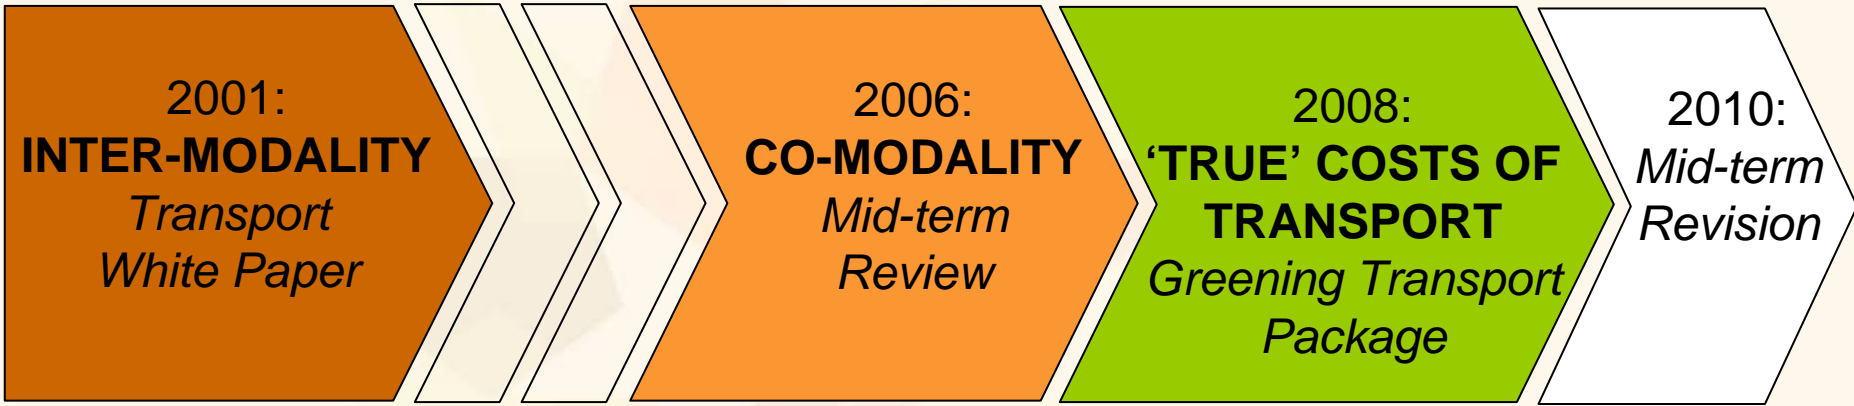 2001:
INTER-MODALITY
Transport
White Paper
2006:
CO-MODALITY
Mid-term
Review
2008:
‘TRUE’ COSTS OF
TRANSPORT
Greening Transport
Package
2010:
Mid-term
Revision